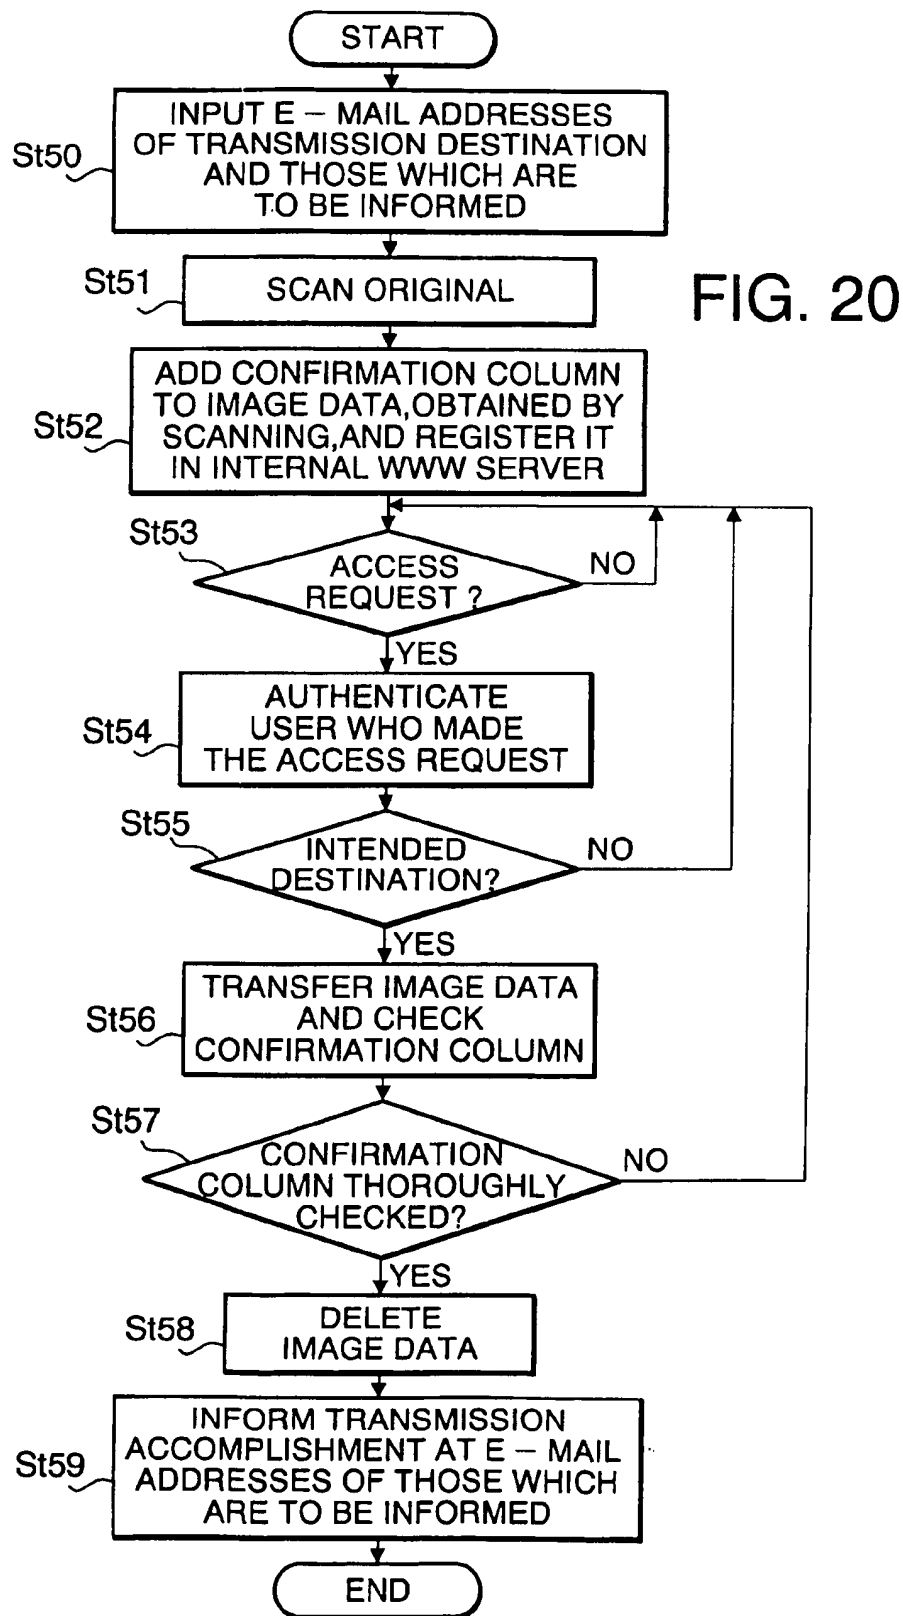 START
INPUT E – MAIL ADDRESSES
OF TRANSMISSION DESTINATION
AND THOSE WHICH ARE
TO BE INFORMED
St50
SCAN ORIGINAL
St51
FIG. 20
ADD CONFIRMATION COLUMN
TO IMAGE DATA,OBTAINED BY
SCANNING,AND REGISTER IT
IN INTERNAL WWW SERVER
St52
St53
ACCESS
REQUEST ?
NO
YES
AUTHENTICATE
USER WHO MADE
THE ACCESS REQUEST
St54
St55
INTENDED
DESTINATION?
NO
YES
TRANSFER IMAGE DATA
AND CHECK
CONFIRMATION COLUMN
St56
St57
CONFIRMATION
COLUMN THOROUGHLY
CHECKED?
NO
YES
DELETE
IMAGE DATA
St58
INFORM TRANSMISSION
ACCOMPLISHMENT AT E – MAIL
ADDRESSES OF THOSE WHICH
ARE TO BE INFORMED
St59
END